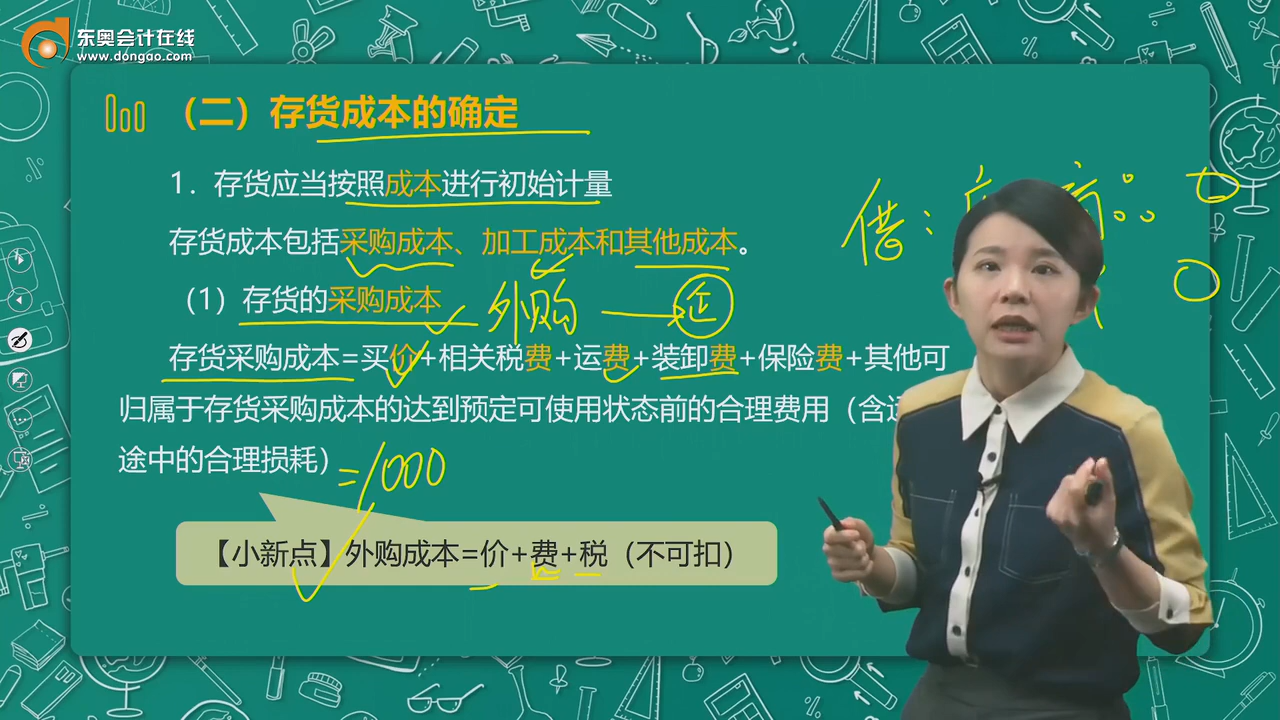 东奥会计在线
www.dongao.com
（二）存货成本的确定
1．存货应当按照成本进行初始计量
存货成本包括采购成本、加工成本和其他成本。
（1）存货的采购成本 外购 企
存货采购成本=买价+相关税费+运费+装卸费+保险费+其他可
归属于存货采购成本的达到预定可使用状态前的合理费用（含
途中的合理损耗） =1000
【小新点】外购成本=价+费+税（不可扣）
借：